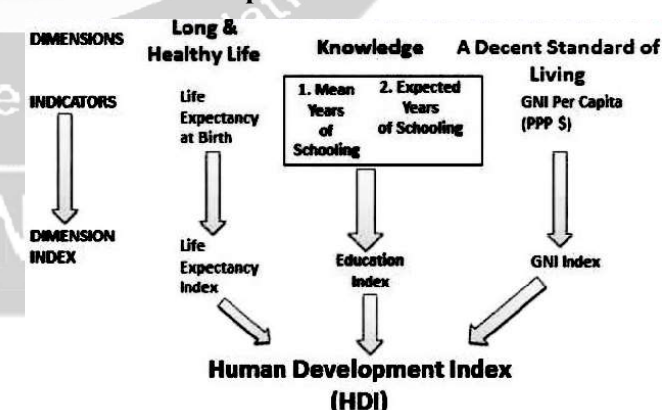 DIMENSIONS
Long &
Healthy Life
Knowledge
A Decent Standard of
Living
INDICATORS
Life
Expectancy
at Birth
1. Mean
Years
of
Schooling
2. Expected
Years
of Schooling
GNI Per Capita
(PPP $)
DIMENSION
INDEX
Life
Expectancy
Index
Education
Index
GNI Index
Human Development Index
(HDI)